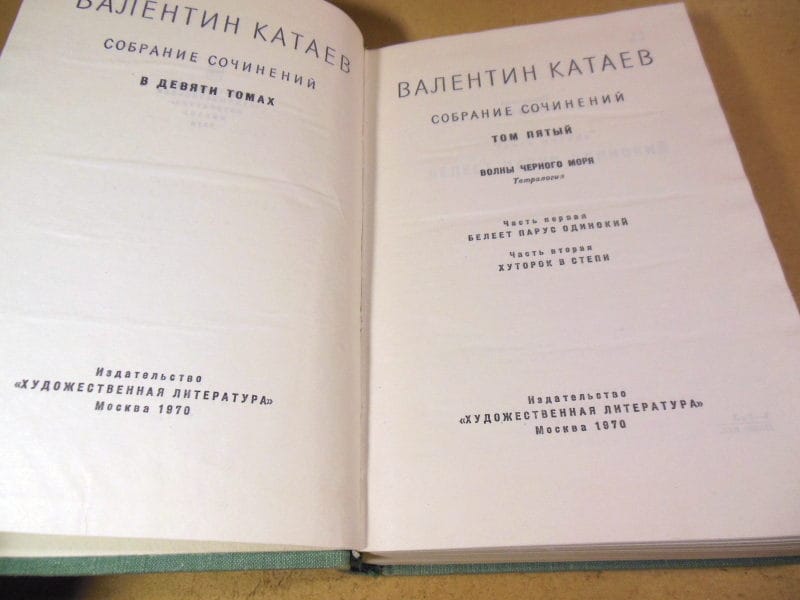 ВАЛЕНТИН КАТАЕВ
СОБРАНИЕ СОЧИНЕНИЙ
В ДЕВЯТИ ТОМАХ
Издательство
«ХУДОЖЕСТВЕННАЯ ЛИТЕРАТУРА»
Москва 1970
ВАЛЕНТИН КАТАЕВ
СОБРАНИЕ СОЧИНЕНИЙ
ТОМ ПЯТЫЙ
ВОЛНЫ ЧЕРНОГО МОРЯ
Тетралогия
Часть первая
БЕЛЕЕТ ПАРУС ОДИНОКИЙ
Часть вторая
ХУТОРОК В СТЕПИ
Издательство
«ХУДОЖЕСТВЕННАЯ ЛИТЕРАТУРА»
Москва 1970